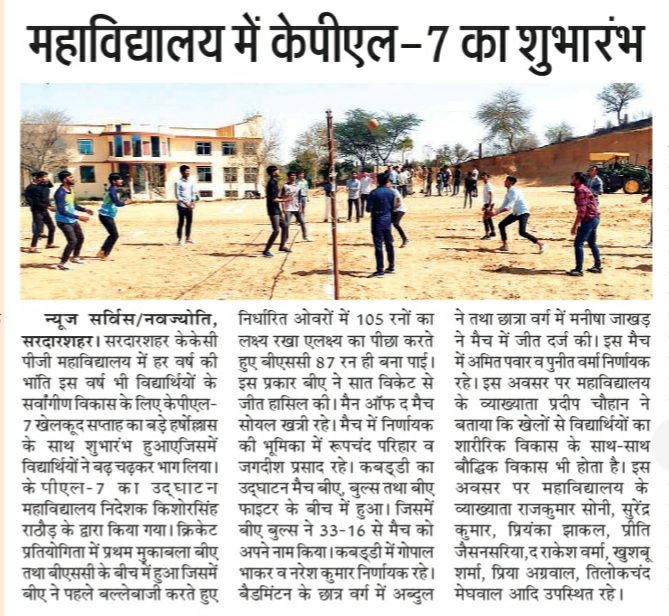 महाविद्यालय में केपीएल-7 का शुभारंभ
न्यूज सर्विस/नवज्योति,
सरदारशहर। सरदारशहर केकेसी
पीजी महाविद्यालय में हर वर्ष की
भांति इस वर्ष भी विद्यार्थियों के
सर्वांगीण विकास के लिए केपीएल-
7 खेलकूद सप्ताह का बड़े हर्षोल्लास
के साथ शुभारंभ हुआएजिसमें
विद्यार्थियों ने बढ़ चढ़कर भाग लिया।
के पीएल-7 का उद्घाटन
महाविद्यालय निदेशक किशोरसिंह
राठौड़ के द्वारा किया गया। क्रिकेट
प्रतियोगिता में प्रथम मुकाबला बीए
तथा बीएससी के बीच में हुआ जिसमें
बीए ने पहले बल्लेबाजी करते हुए
निर्धारित ओवरों में 105 रनों का
लक्ष्य रखा एलक्ष्य का पीछा करते
हुए बीएससी 87 रन ही बना पाई।
इस प्रकार बीए ने सात विकेट से
जीत हासिल की। मैन ऑफ द मैच
सोयल खत्री रहे। मैच में निर्णायक
की भूमिका में रूपचंद परिहार व
जगदीश प्रसाद रहे। कबड्डी का
उद्घाटन मैच बीए, बुल्स तथा बीए
फाइटर के बीच में हुआ। जिसमें
बीए बुल्स ने 33-16 से मैच को
अपने नाम किया। कबड्डी में गोपाल
भाकर व नरेश कुमार निर्णायक रहे।
बैडमिंटन के छात्र वर्ग में अब्दुल
ने तथा छात्रा वर्ग में मनीषा जाखड़
ने मैच में जीत दर्ज की। इस मैच
में अमित पवार व पुनीत वर्मा निर्णायक
रहे। इस अवसर पर महाविद्यालय
के व्याख्याता प्रदीप चौहान ने
बताया कि खेलों से विद्यार्थियों का
शारीरिक विकास के साथ-साथ
बौद्धिक विकास भी होता है। इस
अवसर पर महाविद्यालय के
व्याख्याता राजकुमार सोनी, सुरेंद्र
कुमार, प्रियंका झाकल, प्रीति
जैसनसरिया,द राकेश वर्मा, खुशबू
शर्मा, प्रिया अग्रवाल, तिलोकचंद
मेघवाल आदि उपस्थित रहे।